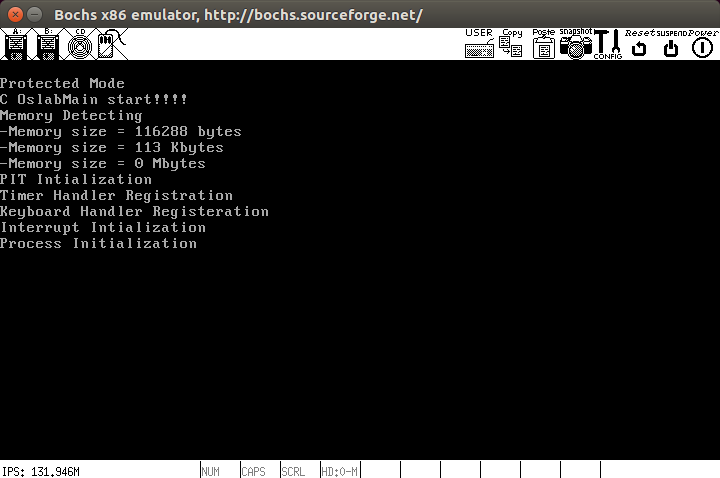 Bochs x86 emulator, http://bochs.sourceforge.net/
A: B: CD USER Copy Paste snapshot CONFIG Reset SUSPEND Power
Protected Mode
C OslabMain start!!!!
Memory Detecting
-Memory size = 116288 bytes
-Memory size = 113 Kbytes
-Memory size = 0 Mbytes
PIT Intialization
Timer Handler Registration
Keyboard Handler Registeration
Interrupt Intialization
Process Initialization
IPS: 131.946M NUM CAPS SCRL HD:0-M